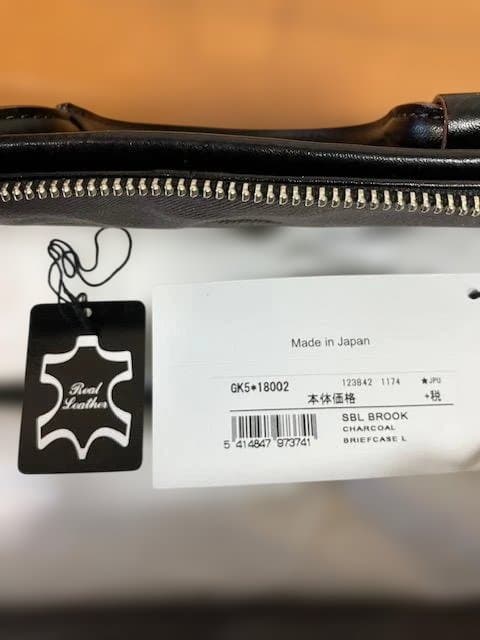 Real
Leather
Made in Japan
GK5*18002 123842 1174 ★JPU
本体価格 +税
SBL BROOK
CHARCOAL
BRIEFCASE L
5 414847 973741